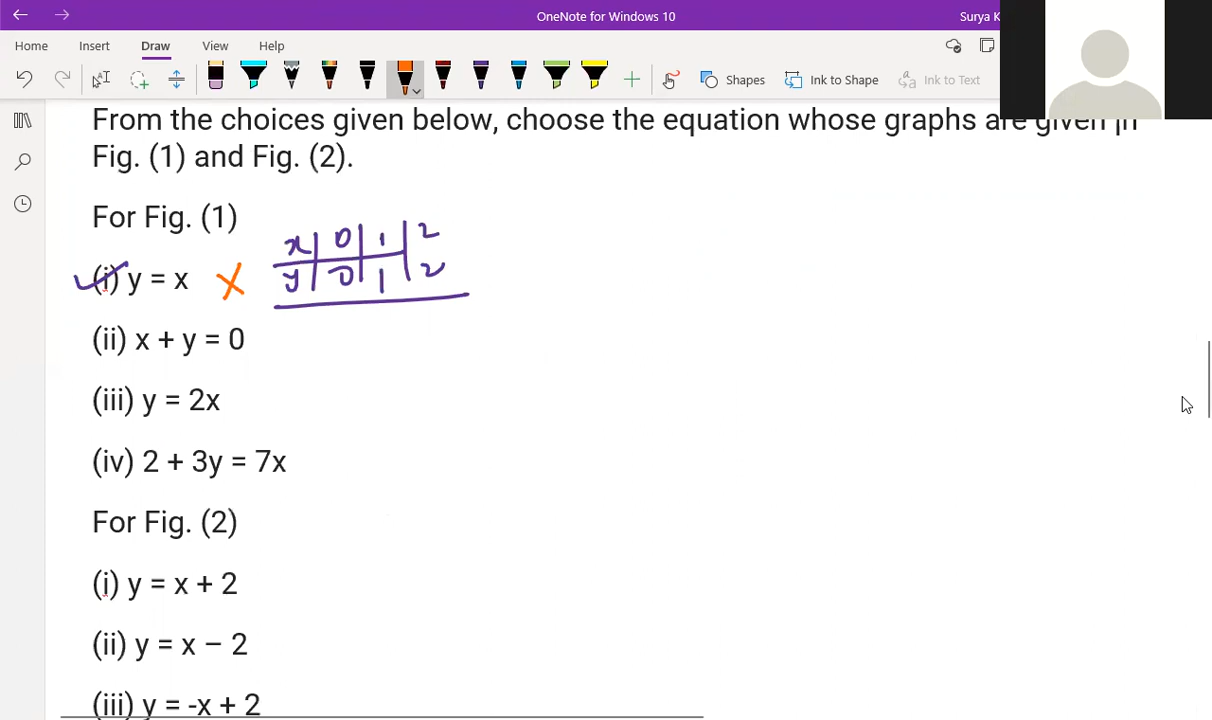 OneNote for Windows 10
Surya K
Home Insert Draw View Help
Shapes Ink to Shape Ink to Text
From the choices given below, choose the equation whose graphs are given in
Fig. (1) and Fig. (2).
For Fig. (1)
x 0 1 2
(i) y = x X y 0 1 2
(ii) x + y = 0
(iii) y = 2x
(iv) 2 + 3y = 7x
For Fig. (2)
(i) y = x + 2
(ii) y = x – 2
(iii) y = -x + 2